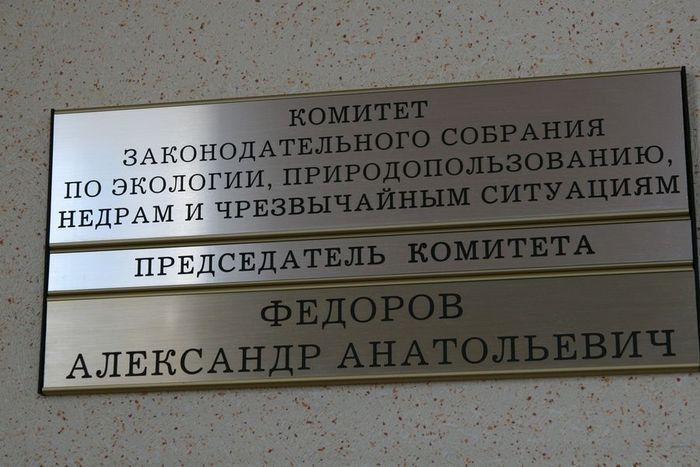 КОМИТЕТ
ЗАКОНОДАТЕЛЬНОГО СОБРАНИЯ
ПО ЭКОЛОГИИ, ПРИРОДОПОЛЬЗОВАНИЮ,
НЕДРАМ И ЧРЕЗВЫЧАЙНЫМ СИТУАЦИЯМ
ПРЕДСЕДАТЕЛЬ КОМИТЕТА
ФЕДОРОВ
АЛЕКСАНДР АНАТОЛЬЕВИЧ